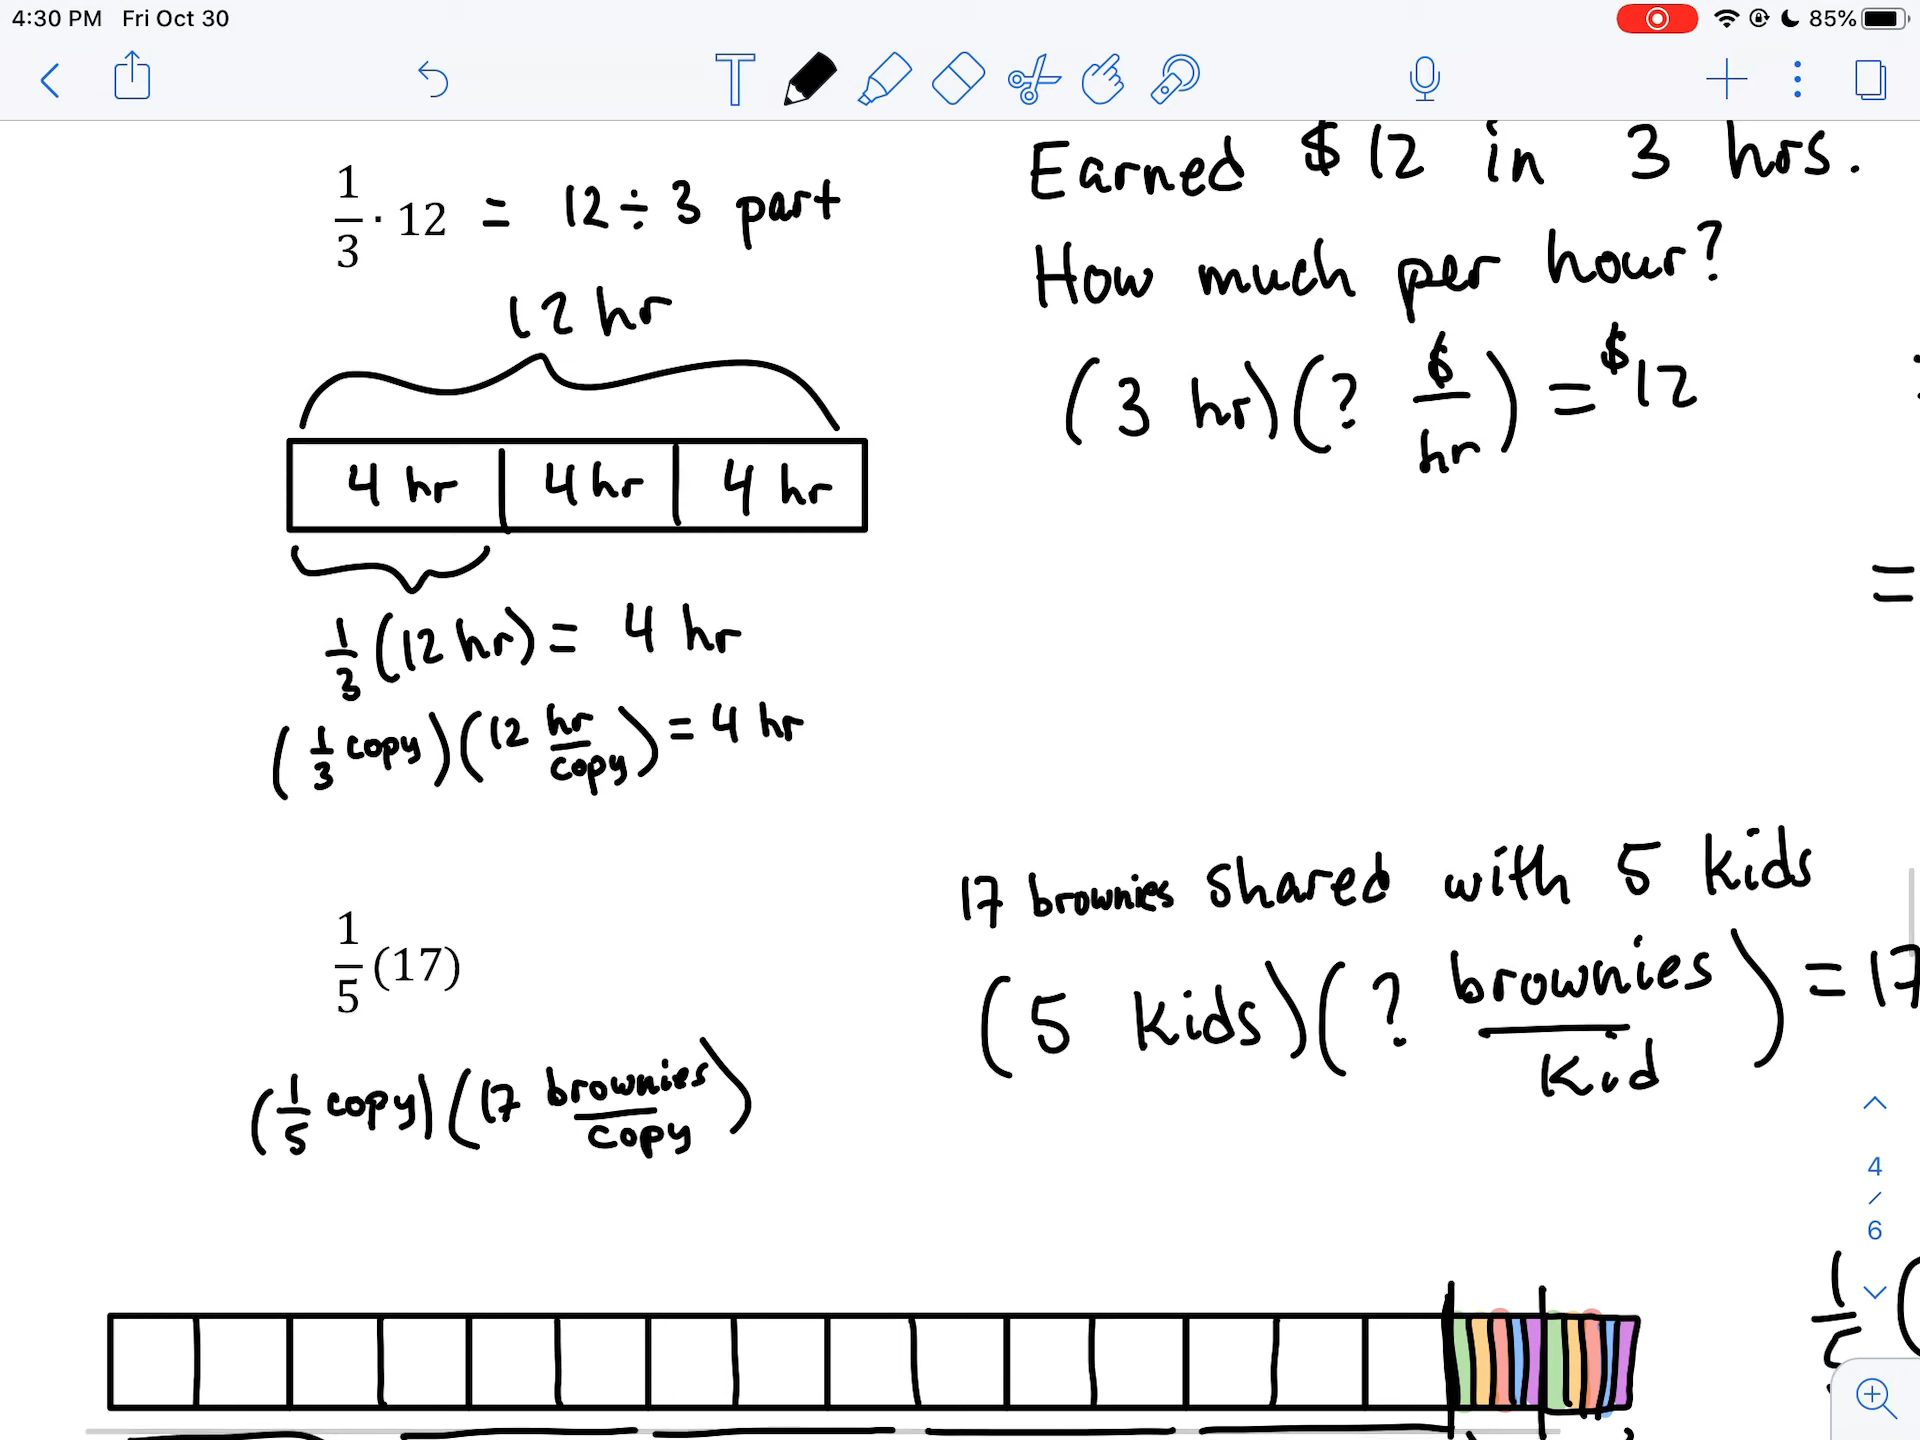 4:30 PM Fri Oct 30
85%
1/3 · 12 = 12 ÷ 3 part
12 hr
4 hr 4 hr 4 hr
1/3 (12 hr) = 4 hr
(1/3 copy)(12 hr/copy) = 4 hr
Earned $12 in 3 hrs.
How much per hour?
(3 hr)(? $/hr) = $12
=
1/5 (17)
(1/5 copy)(17 brownies/copy)
17 brownies shared with 5 kids
(5 kids)(? brownies/kid) = 17
4
/
6